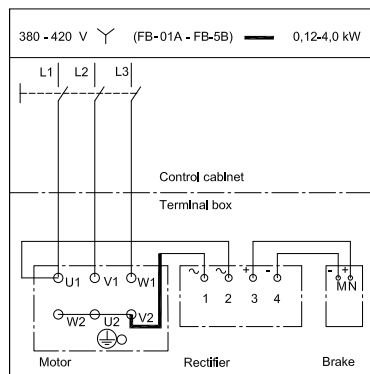 380 - 420 V (FB-01A - FB-5B) 0,12-4,0 kW
L1 L2 L3
Control cabinet
Terminal box
U1 V1 W1 ~ ~ + - - +
1 2 3 4 M N
W2 U2 V2
Motor Rectifier Brake